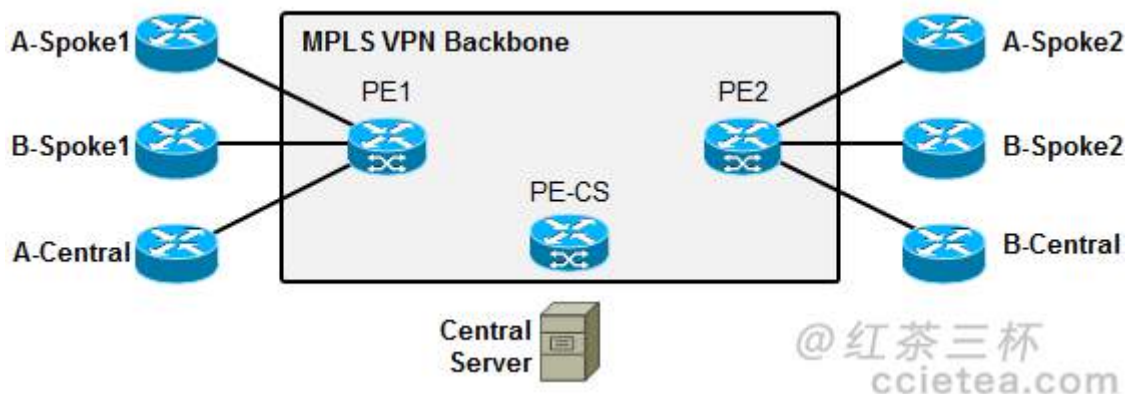 A-Spoke1
MPLS VPN Backbone
A-Spoke2
PE1
PE2
B-Spoke1
B-Spoke2
PE-CS
A-Central
B-Central
Central
Server
@红茶三杯
ccietea.com